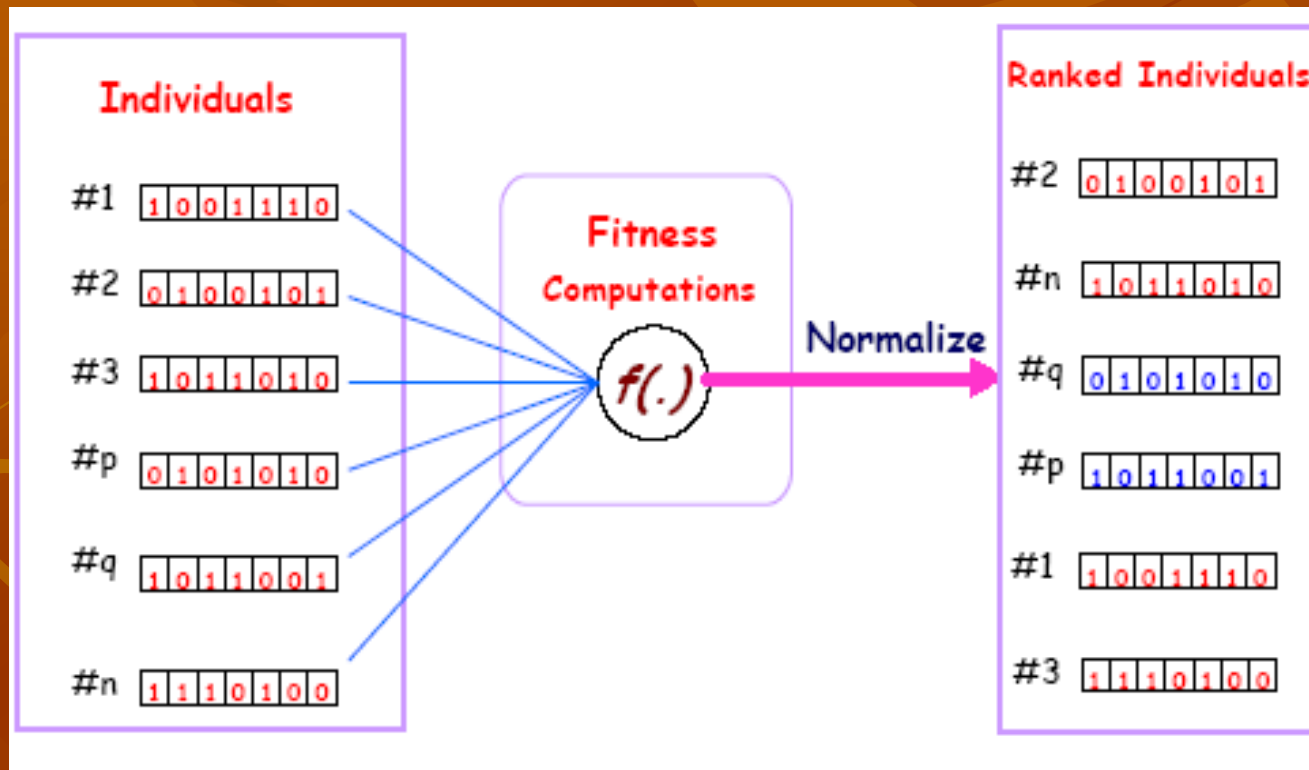 Individuals
#1 1 0 0 1 1 1 0
#2 0 1 0 0 1 0 1
#3 1 0 1 1 0 1 0
#p 0 1 0 1 0 1 0
#q 1 0 1 1 0 0 1
#n 1 1 1 0 1 0 0
Fitness
Computations
f(.)
Normalize
Ranked Individuals
#2 0 1 0 0 1 0 1
#n 1 0 1 1 0 1 0
#q 0 1 0 1 0 1 0
#p 1 0 1 1 0 0 1
#1 1 0 0 1 1 1 0
#3 1 1 1 0 1 0 0